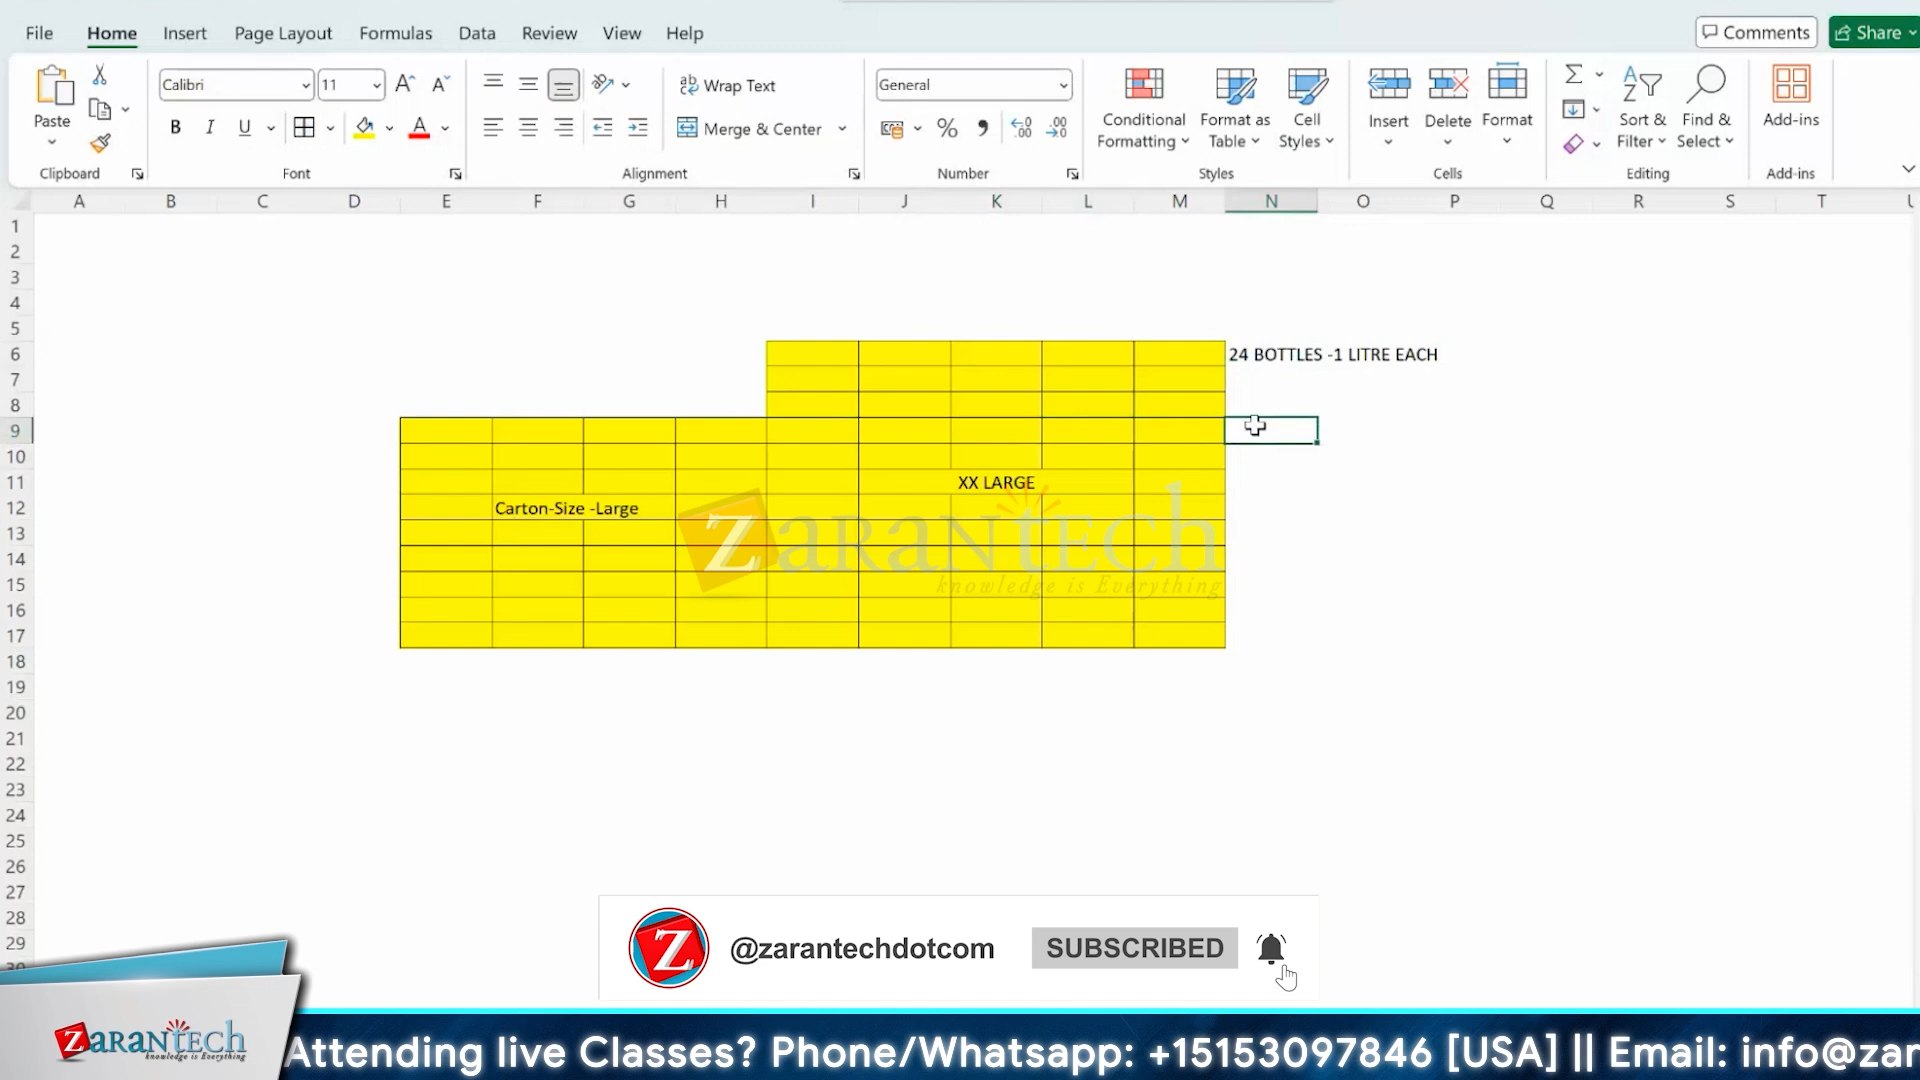 File Home Insert Page Layout Formulas Data Review View Help Comments Share
Calibri 11 Wrap Text General
Paste B I U A Merge & Center % Conditional Formatting Format as Table Cell Styles Insert Delete Format Sort & Filter Find & Select Add-ins
Clipboard Font Alignment Number Styles Cells Editing Add-ins
A B C D E F G H I J K L M N O P Q R S T
1
2
3
4
5
6 24 BOTTLES -1 LITRE EACH
7
8
9
10
11 XX LARGE
12 Carton-Size -Large
13
14
15
16
17
18
19
20
21
22
23
24
25
26
27
28
29
ZARANTECH
knowledge is Everything
Z @zarantechdotcom SUBSCRIBED
ZARANTECH
knowledge is Everything
Attending live Classes? Phone/Whatsapp: +15153097846 [USA] || Email: info@zar